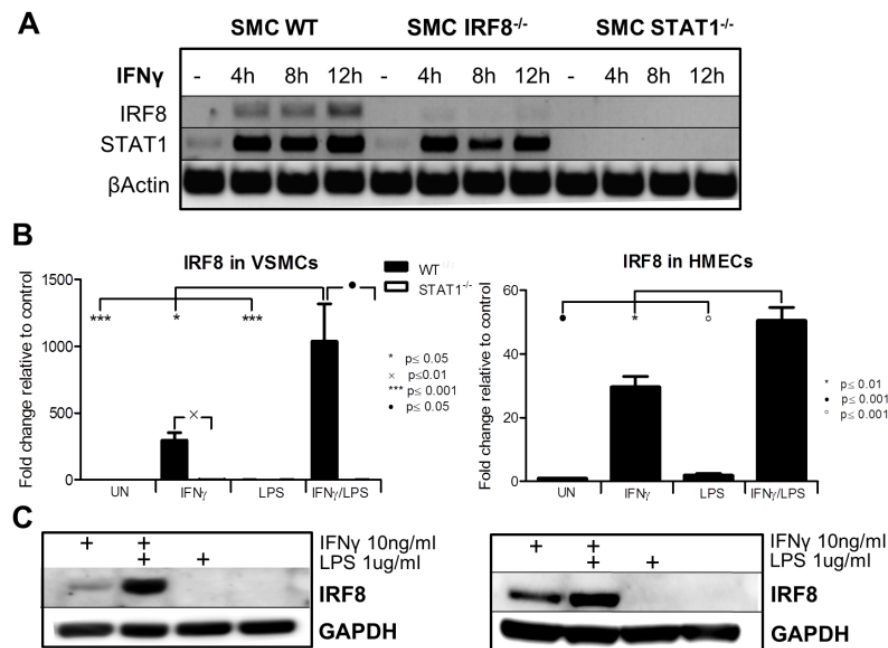 A
SMC WT SMC IRF8-/- SMC STAT1-/-
IFNγ - 4h 8h 12h - 4h 8h 12h - 4h 8h 12h
IRF8
STAT1
βActin
B
IRF8 in VSMCs
Fold change relative to control
1500
1000
500
0
*** * *** ●
×
UN IFNγ LPS IFNγ/LPS
WT
STAT1-/-
* p≤ 0.05
× p≤0.01
*** p≤ 0.001
● p≤ 0.05
IRF8 in HMECs
Fold change relative to control
60
40
20
0
● * ○
UN IFNγ LPS IFNγ/LPS
* p≤ 0.01
● p≤ 0.001
○ p≤ 0.001
C
+ + IFNγ 10ng/ml
+ + LPS 1ug/ml
IRF8
GAPDH
+ + IFNγ 10ng/ml
+ + LPS 1ug/ml
IRF8
GAPDH